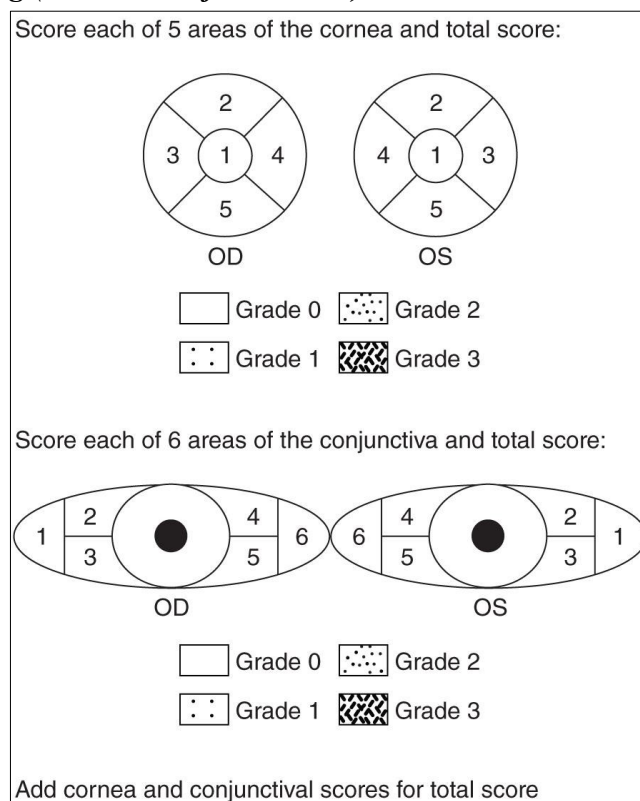 Score each of 5 areas of the cornea and total score:
2 2
3 1 4 4 1 3
5 5
OD OS
Grade 0 Grade 2
Grade 1 Grade 3
Score each of 6 areas of the conjunctiva and total score:
1 2 4 6 6 4 2 1
3 5 5 3
OD OS
Grade 0 Grade 2
Grade 1 Grade 3
Add cornea and conjunctival scores for total score